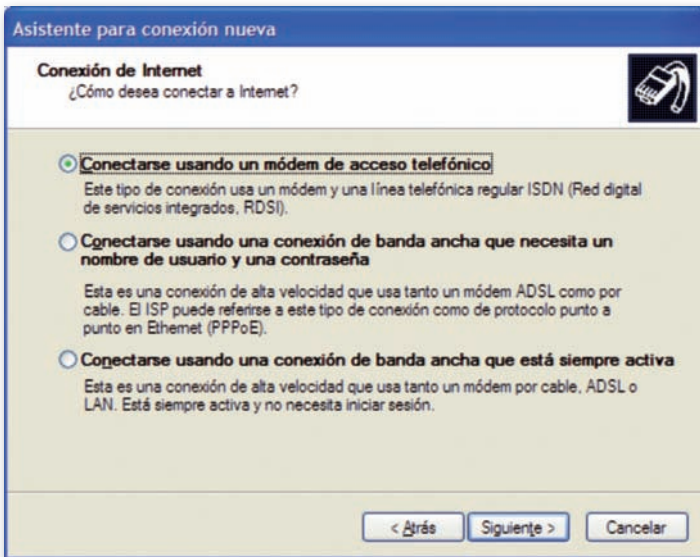 Asistente para conexión nueva
Conexión de Internet
¿Cómo desea conectar a Internet?
Conectarse usando un módem de acceso telefónico
Este tipo de conexión usa un módem y una línea telefónica regular ISDN (Red digital
de servicios integrados, RDSI).
Conectarse usando una conexión de banda ancha que necesita un
nombre de usuario y una contraseña
Esta es una conexión de alta velocidad que usa tanto un módem ADSL como por
cable. El ISP puede referirse a este tipo de conexión como de protocolo punto a
punto en Ethernet (PPPoE).
Conectarse usando una conexión de banda ancha que está siempre activa
Esta es una conexión de alta velocidad que usa tanto un módem por cable, ADSL o
LAN. Está siempre activa y no necesita iniciar sesión.
< Atrás Siguiente > Cancelar